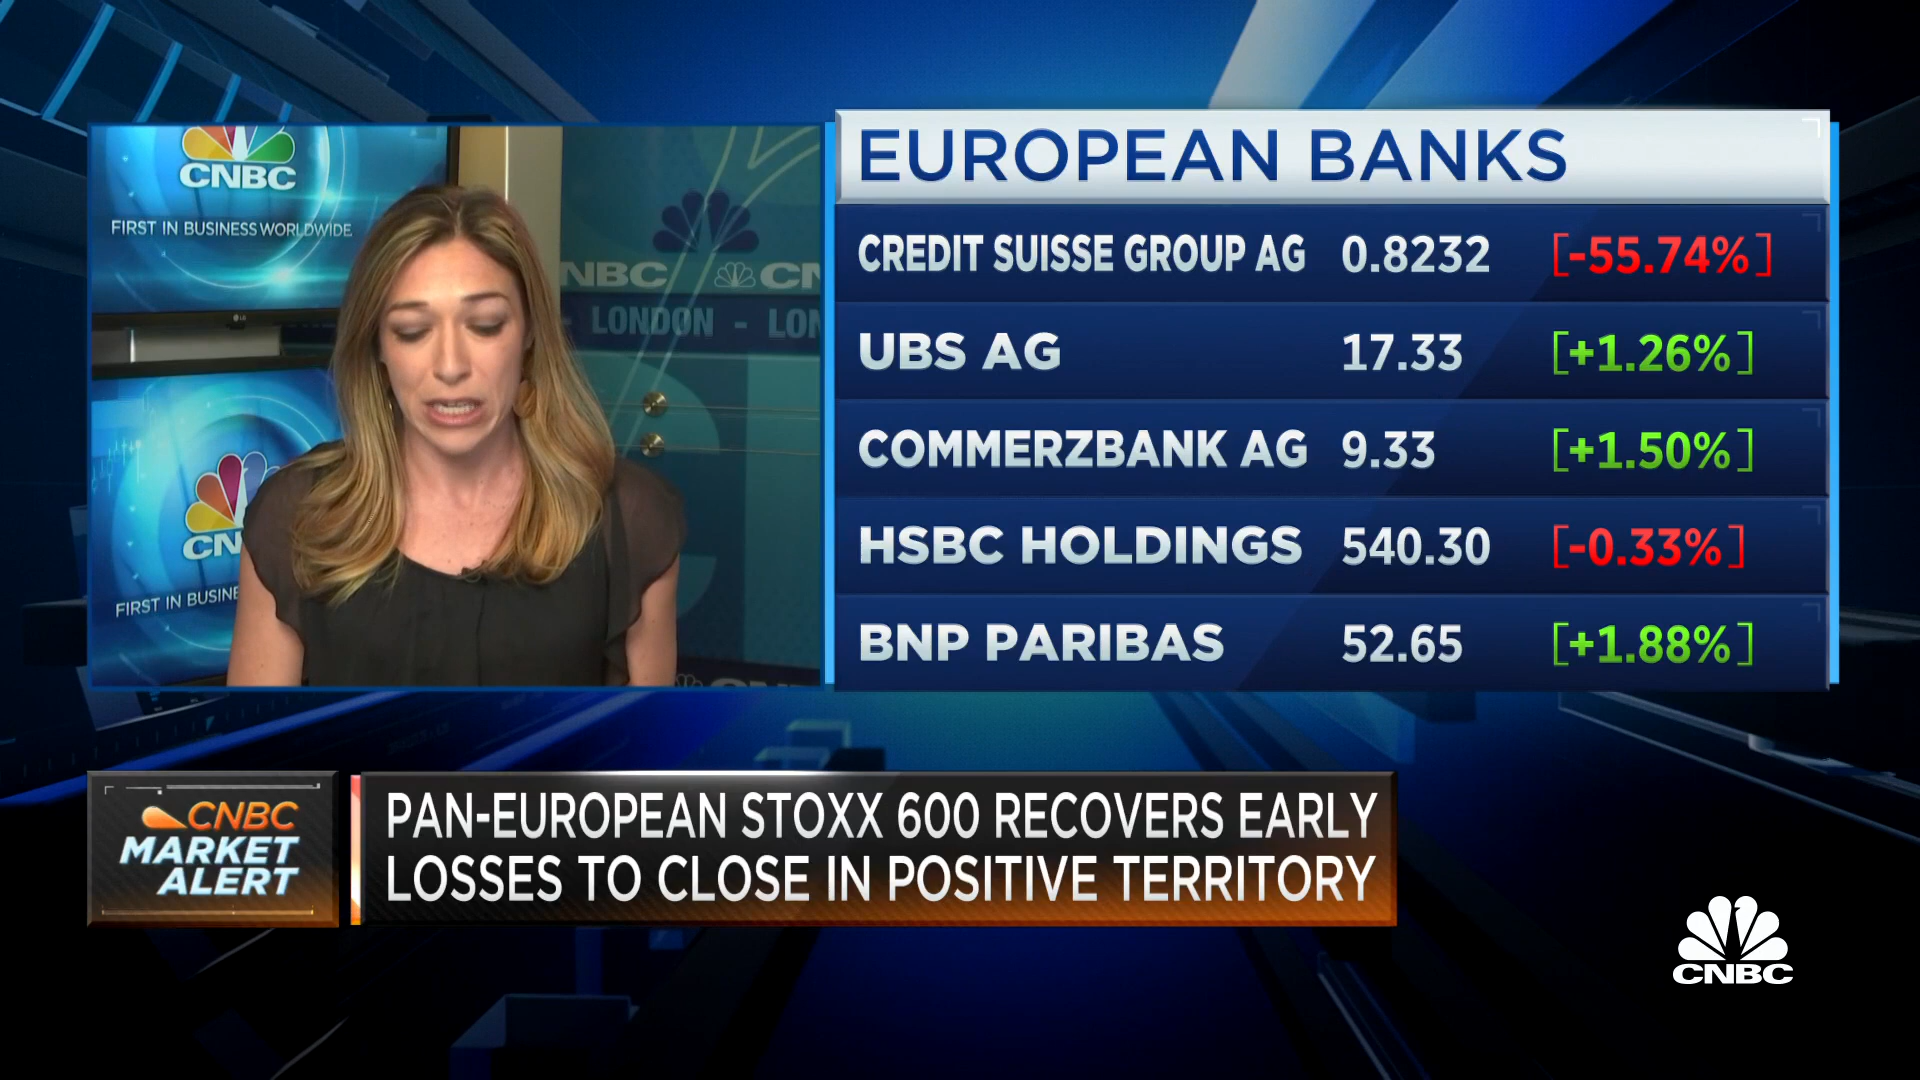 CNBC
FIRST IN BUSINESS WORLDWIDE
NBC CN
- LONDON - LON
CN
FIRST IN BUSINE
EUROPEAN BANKS
CREDIT SUISSE GROUP AG 0.8232 [-55.74%]
UBS AG 17.33 [+1.26%]
COMMERZBANK AG 9.33 [+1.50%]
HSBC HOLDINGS 540.30 [-0.33%]
BNP PARIBAS 52.65 [+1.88%]
CNBC
MARKET
ALERT
PAN-EUROPEAN STOXX 600 RECOVERS EARLY
LOSSES TO CLOSE IN POSITIVE TERRITORY
CNBC